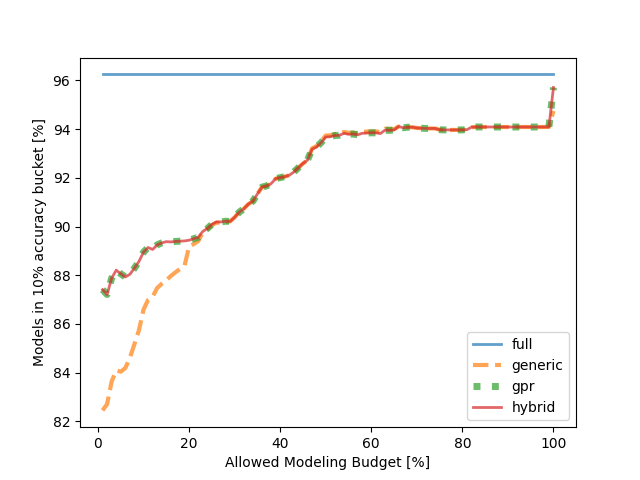 Models in 10% accuracy bucket [%]
96
94
92
90
88
86
84
82
0 20 40 60 80 100
Allowed Modeling Budget [%]
full
generic
gpr
hybrid